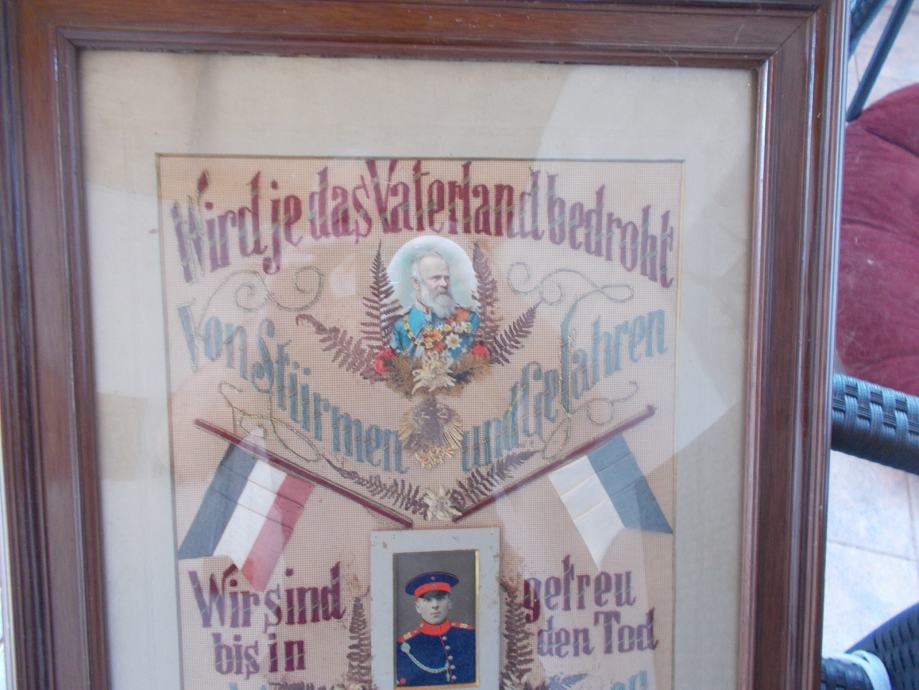 Wird je das Vaterland bedroht
Von Stürmen und Gefahren
Wir sind getreu
bis in den Tod